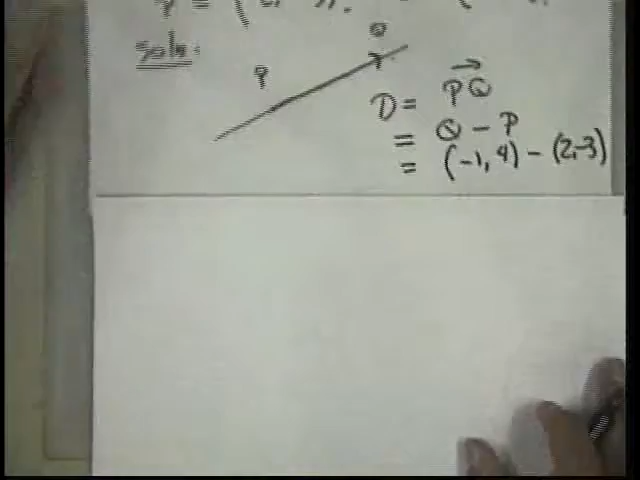 Soln:
P
Q
D = PQ
= Q - P
= (-1, 4) - (2, -3)